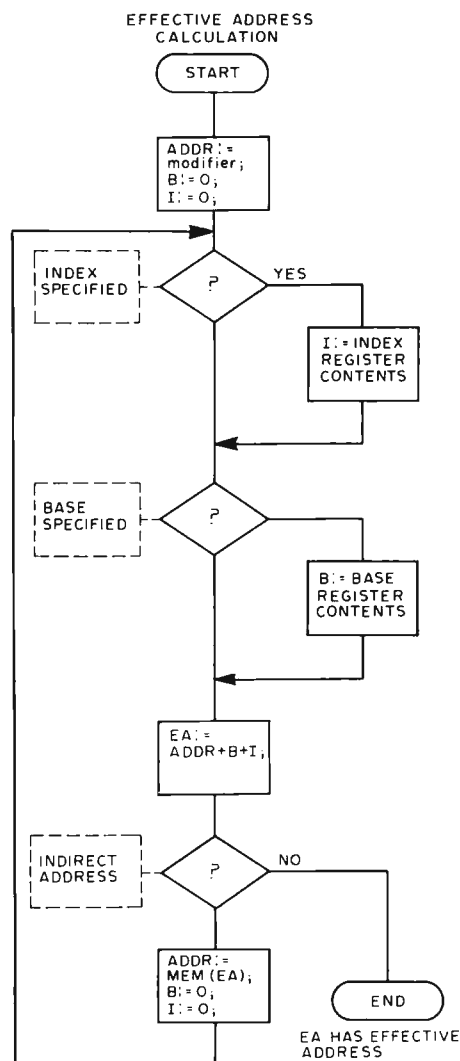 EFFECTIVE ADDRESS
CALCULATION
START
ADDR:=
modifier;
B:=0;
I:=0;
INDEX
SPECIFIED
?
YES
I:=INDEX
REGISTER
CONTENTS
BASE
SPECIFIED
?
B:=BASE
REGISTER
CONTENTS
EA:=
ADDR+B+I;
INDIRECT
ADDRESS
?
NO
ADDR:=
MEM(EA);
B:=0;
I:=0;
END
EA HAS EFFECTIVE
ADDRESS